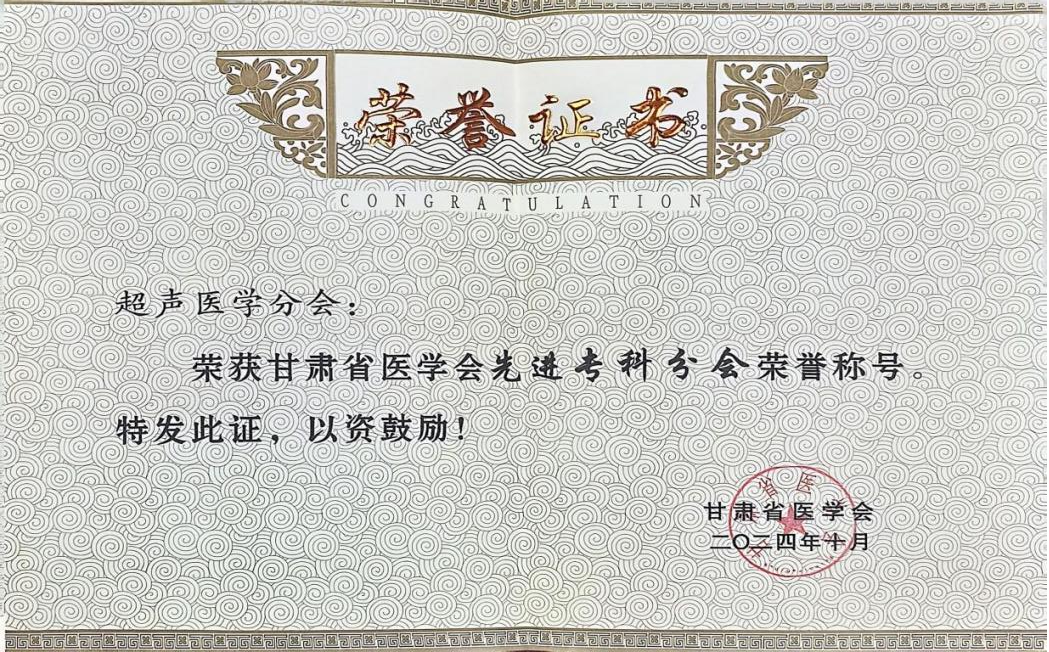 荣誉证书
CONGRATULATION
超声医学分会：
荣获甘肃省医学会先进专科分会荣誉称号。
特发此证，以资鼓励！
甘肃省医学会
二〇二四年十月